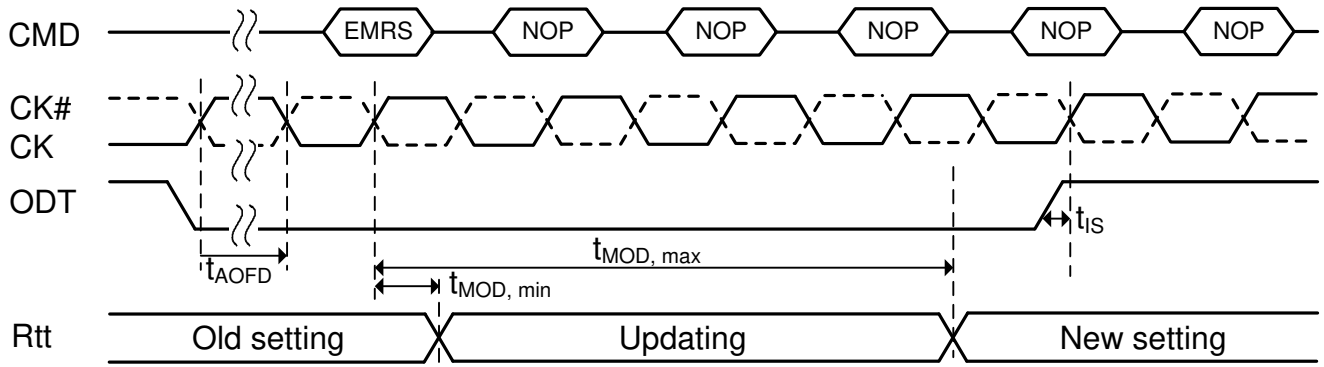 CMD EMRS NOP NOP NOP NOP NOP
CK#
CK
ODT
tIS
tAOFD
tMOD, max
tMOD, min
Rtt Old setting Updating New setting